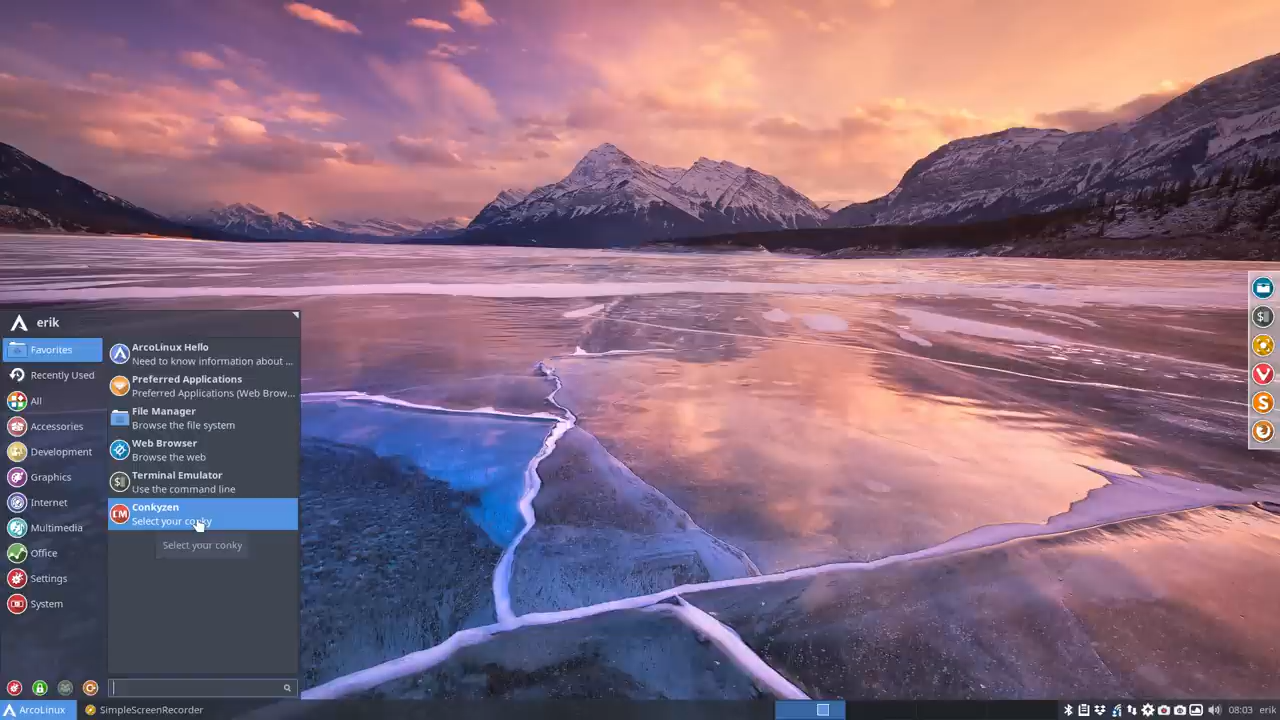 erik
Favorites
Recently Used
All
Accessories
Development
Graphics
Internet
Multimedia
Office
Settings
System
ArcoLinux Hello
Need to know information about ...
Preferred Applications
Preferred Applications (Web Brow...
File Manager
Browse the file system
Web Browser
Browse the web
Terminal Emulator
Use the command line
CM
Conkyzen
Select your conky
Select your conky
ArcoLinux
SimpleScreenRecorder
08:03
erik